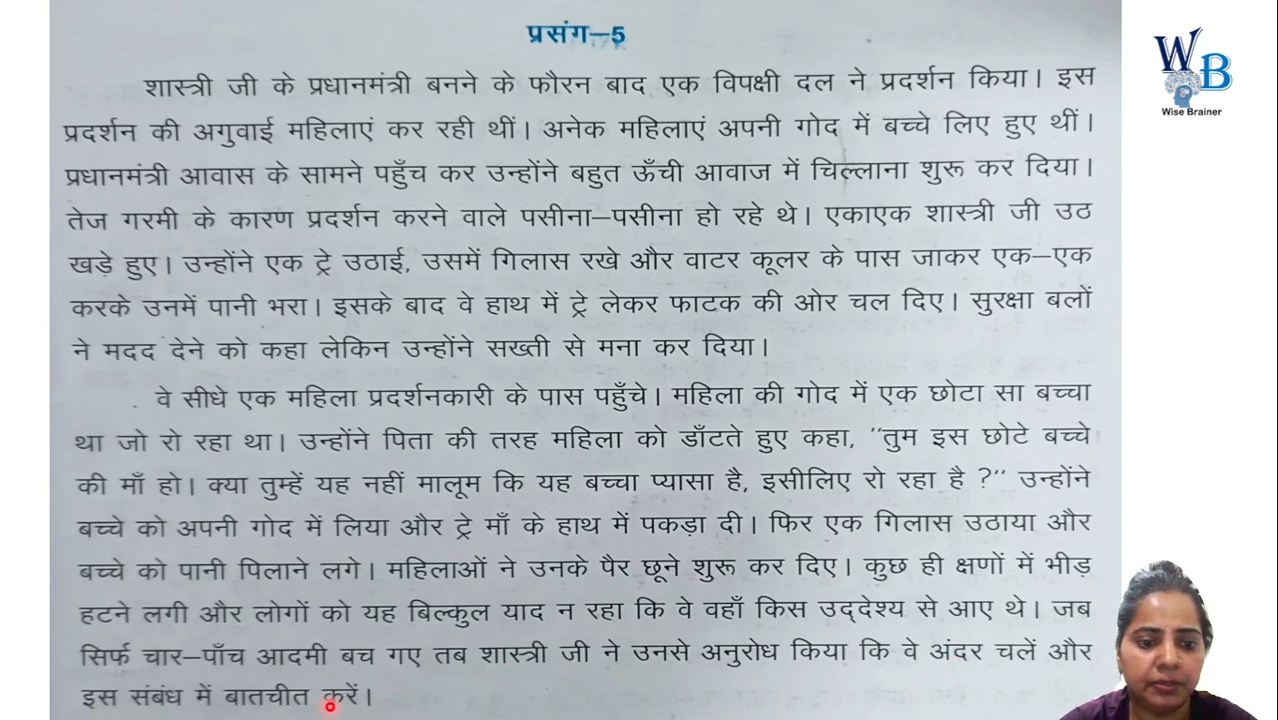 प्रसंग–5
W
B
Wise Brainer
शास्त्री जी के प्रधानमंत्री बनने के फौरन बाद एक विपक्षी दल ने प्रदर्शन किया। इस
प्रदर्शन की अगुवाई महिलाएं कर रही थीं। अनेक महिलाएं अपनी गोद में बच्चे लिए हुए थीं।
प्रधानमंत्री आवास के सामने पहुँच कर उन्होंने बहुत ऊँची आवाज में चिल्लाना शुरू कर दिया।
तेज गरमी के कारण प्रदर्शन करने वाले पसीना–पसीना हो रहे थे। एकाएक शास्त्री जी उठ
खड़े हुए। उन्होंने एक ट्रे उठाई, उसमें गिलास रखे और वाटर कूलर के पास जाकर एक–एक
करके उनमें पानी भरा। इसके बाद वे हाथ में ट्रे लेकर फाटक की ओर चल दिए। सुरक्षा बलों
ने मदद देने को कहा लेकिन उन्होंने सख्ती से मना कर दिया।
वे सीधे एक महिला प्रदर्शनकारी के पास पहुँचे। महिला की गोद में एक छोटा सा बच्चा
था जो रो रहा था। उन्होंने पिता की तरह महिला को डाँटते हुए कहा, ‘‘तुम इस छोटे बच्चे
की माँ हो। क्या तुम्हें यह नहीं मालूम कि यह बच्चा प्यासा है, इसीलिए रो रहा है ?‘‘ उन्होंने
बच्चे को अपनी गोद में लिया और ट्रे माँ के हाथ में पकड़ा दी। फिर एक गिलास उठाया और
बच्चे को पानी पिलाने लगे। महिलाओं ने उनके पैर छूने शुरू कर दिए। कुछ ही क्षणों में भीड़
हटने लगी और लोगों को यह बिल्कुल याद न रहा कि वे वहाँ किस उद्‌देश्य से आए थे। जब
सिर्फ चार–पाँच आदमी बच गए तब शास्त्री जी ने उनसे अनुरोध किया कि वे अंदर चलें और
इस संबंध में बातचीत करें।